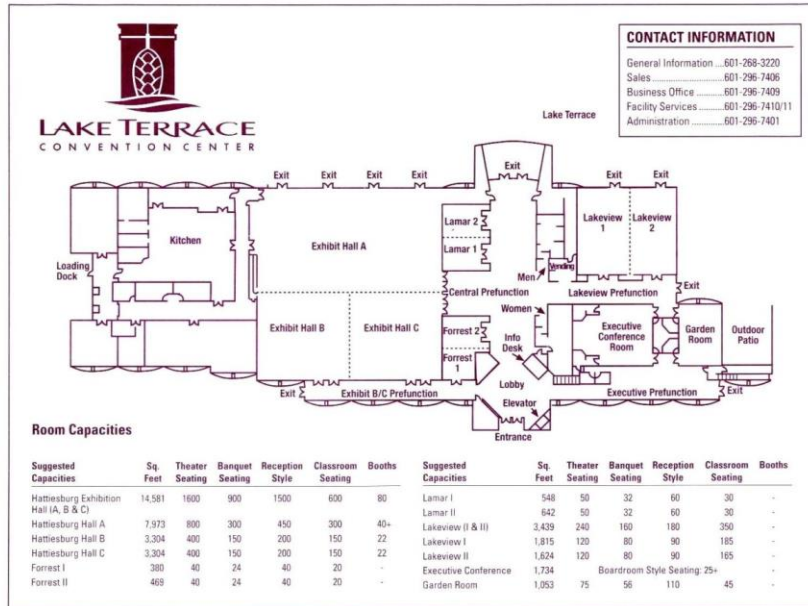 LAKE TERRACE
CONVENTION CENTER
CONTACT INFORMATION
General Information ....601-268-3220
Sales ..........................601-296-7406
Business Office ...........601-296-7409
Facility Services ..........601-296-7410/11
Administration ............601-296-7401
Lake Terrace
Exit
Exit Exit Exit Exit
Exit Exit
Kitchen
Loading
Dock
Exhibit Hall A
Lamar 2
Lamar 1
Men
Vending
Lakeview
1
Lakeview
2
Central Prefunction
Lakeview Prefunction
Exit
Women
Exhibit Hall B
Exhibit Hall C
Forrest 2
Forrest
1
Info
Desk
Executive
Conference
Room
Garden
Room
Outdoor
Patio
Lobby
Exit
Exhibit B/C Prefunction
Elevator
Executive Prefunction
Exit
Entrance
Room Capacities
Suggested Capacities Sq. Feet Theater Seating Banquet Seating Reception Style Classroom Seating Booths
Hattiesburg Exhibition Hall (A, B & C) 14,581 1600 900 1500 600 80
Hattiesburg Hall A 7,973 800 300 450 300 40+
Hattiesburg Hall B 3,304 400 150 200 150 22
Hattiesburg Hall C 3,304 400 150 200 150 22
Forrest I 380 40 24 40 20 -
Forrest II 469 40 24 40 20 -
Suggested Capacities Sq. Feet Theater Seating Banquet Seating Reception Style Classroom Seating Booths
Lamar I 548 50 32 60 30 -
Lamar II 642 50 32 60 30 -
Lakeview (I & II) 3,439 240 160 180 350 -
Lakeview I 1,815 120 80 90 185 -
Lakeview II 1,624 120 80 90 165 -
Executive Conference 1,734 Boardrom Style Seating: 25+ -
Garden Room 1,053 75 56 110 45 -